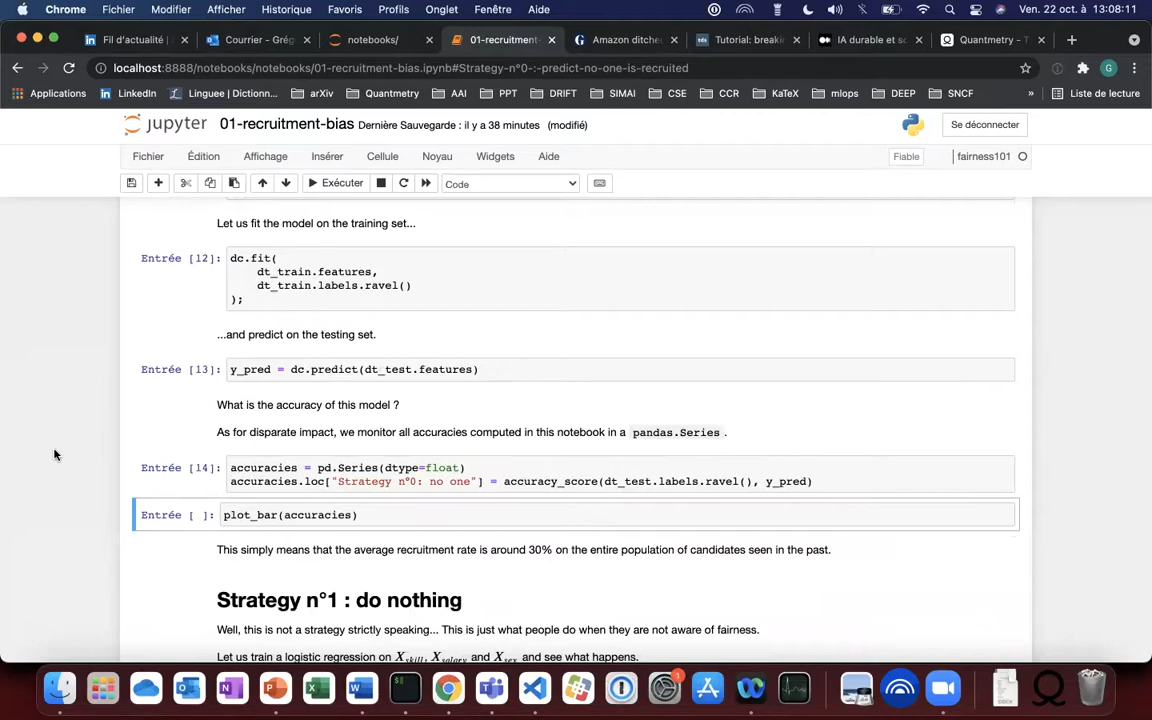 Chrome Fichier Modifier Afficher Historique Favoris Profils Onglet Fenêtre Aide Ven. 22 oct. à 13:08:11
Fil d'actualité | Courrier - Grég notebooks/ 01-recruitment- Amazon ditche Tutorial: breaki IA durable et so Quantmetry - T
localhost:8888/notebooks/notebooks/01-recruitment-bias.ipynb#Strategy-n°0-:-predict-no-one-is-recruited
Applications LinkedIn Linguee | Dictionn... arXiv Quantmetry AAI PPT DRIFT SIMAI CSE CCR KaTeX mlops DEEP SNCF » Liste de lecture
jupyter 01-recruitment-bias Dernière Sauvegarde : il y a 38 minutes (modifié) Se déconnecter
Fichier Édition Affichage Insérer Cellule Noyau Widgets Aide Fiable fairness101
Exécuter Code
Let us fit the model on the training set...
Entrée [12]: dc.fit(
dt_train.features,
dt_train.labels.ravel()
);
...and predict on the testing set.
Entrée [13]: y_pred = dc.predict(dt_test.features)
What is the accuracy of this model ?
As for disparate impact, we monitor all accuracies computed in this notebook in a pandas.Series.
Entrée [14]: accuracies = pd.Series(dtype=float)
accuracies.loc["Strategy n°0: no one"] = accuracy_score(dt_test.labels.ravel(), y_pred)
Entrée [ ]: plot_bar(accuracies)
This simply means that the average recruitment rate is around 30% on the entire population of candidates seen in the past.
Strategy n°1 : do nothing
Well, this is not a strategy strictly speaking... This is just what people do when they are not aware of fairness.
Let us train a logistic regression on Xskill, Xsalary and Xsex and see what happens.